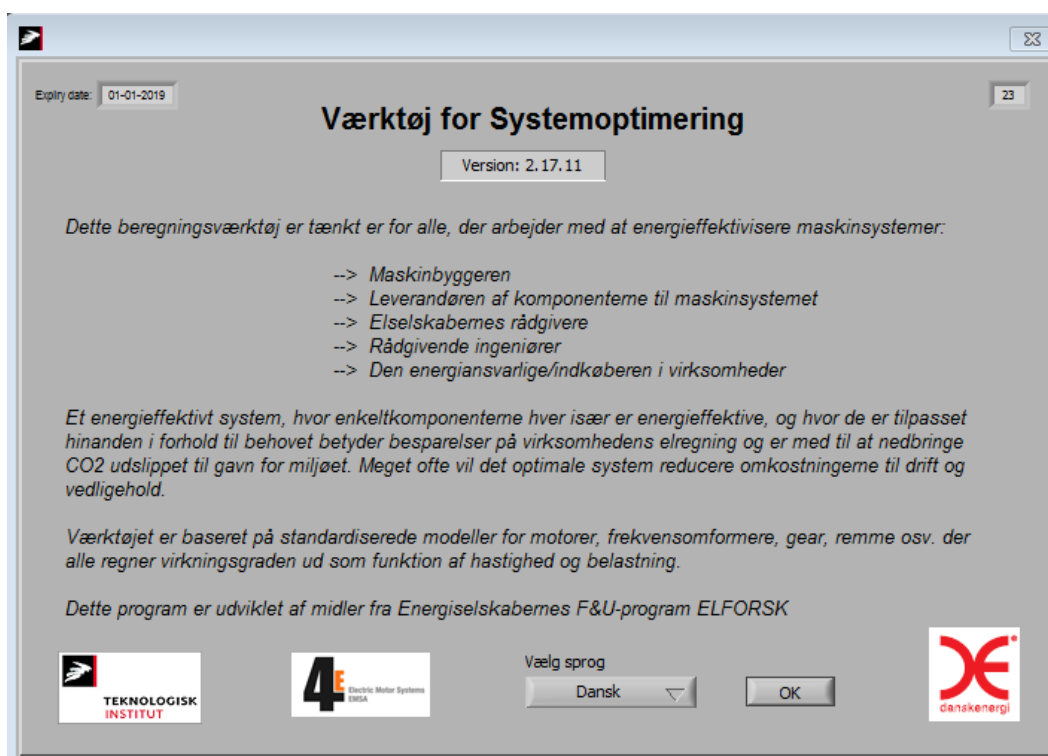 Expiry date: 01-01-2019
23
Værktøj for Systemoptimering
Version: 2.17.11
Dette beregningsværktøj er tænkt er for alle, der arbejder med at energieffektivisere maskinsystemer:
--> Maskinbyggeren
--> Leverandøren af komponenterne til maskinsystemet
--> Elselskabernes rådgivere
--> Rådgivende ingeniører
--> Den energiansvarlige/indkøberen i virksomheder
Et energieffektivt system, hvor enkeltkomponenterne hver især er energieffektive, og hvor de er tilpasset
hinanden i forhold til behovet betyder besparelser på virksomhedens elregning og er med til at nedbringe
CO2 udslippet til gavn for miljøet. Meget ofte vil det optimale system reducere omkostningerne til drift og
vedligehold.
Værktøjet er baseret på standardiserede modeller for motorer, frekvensomformere, gear, remme osv. der
alle regner virkningsgraden ud som funktion af hastighed og belastning.
Dette program er udviklet af midler fra Energiselskabernes F&U-program ELFORSK
TEKNOLOGISK
INSTITUT
4E
Electric Motor Systems
EMSA
Vælg sprog
Dansk
OK
danskenergi